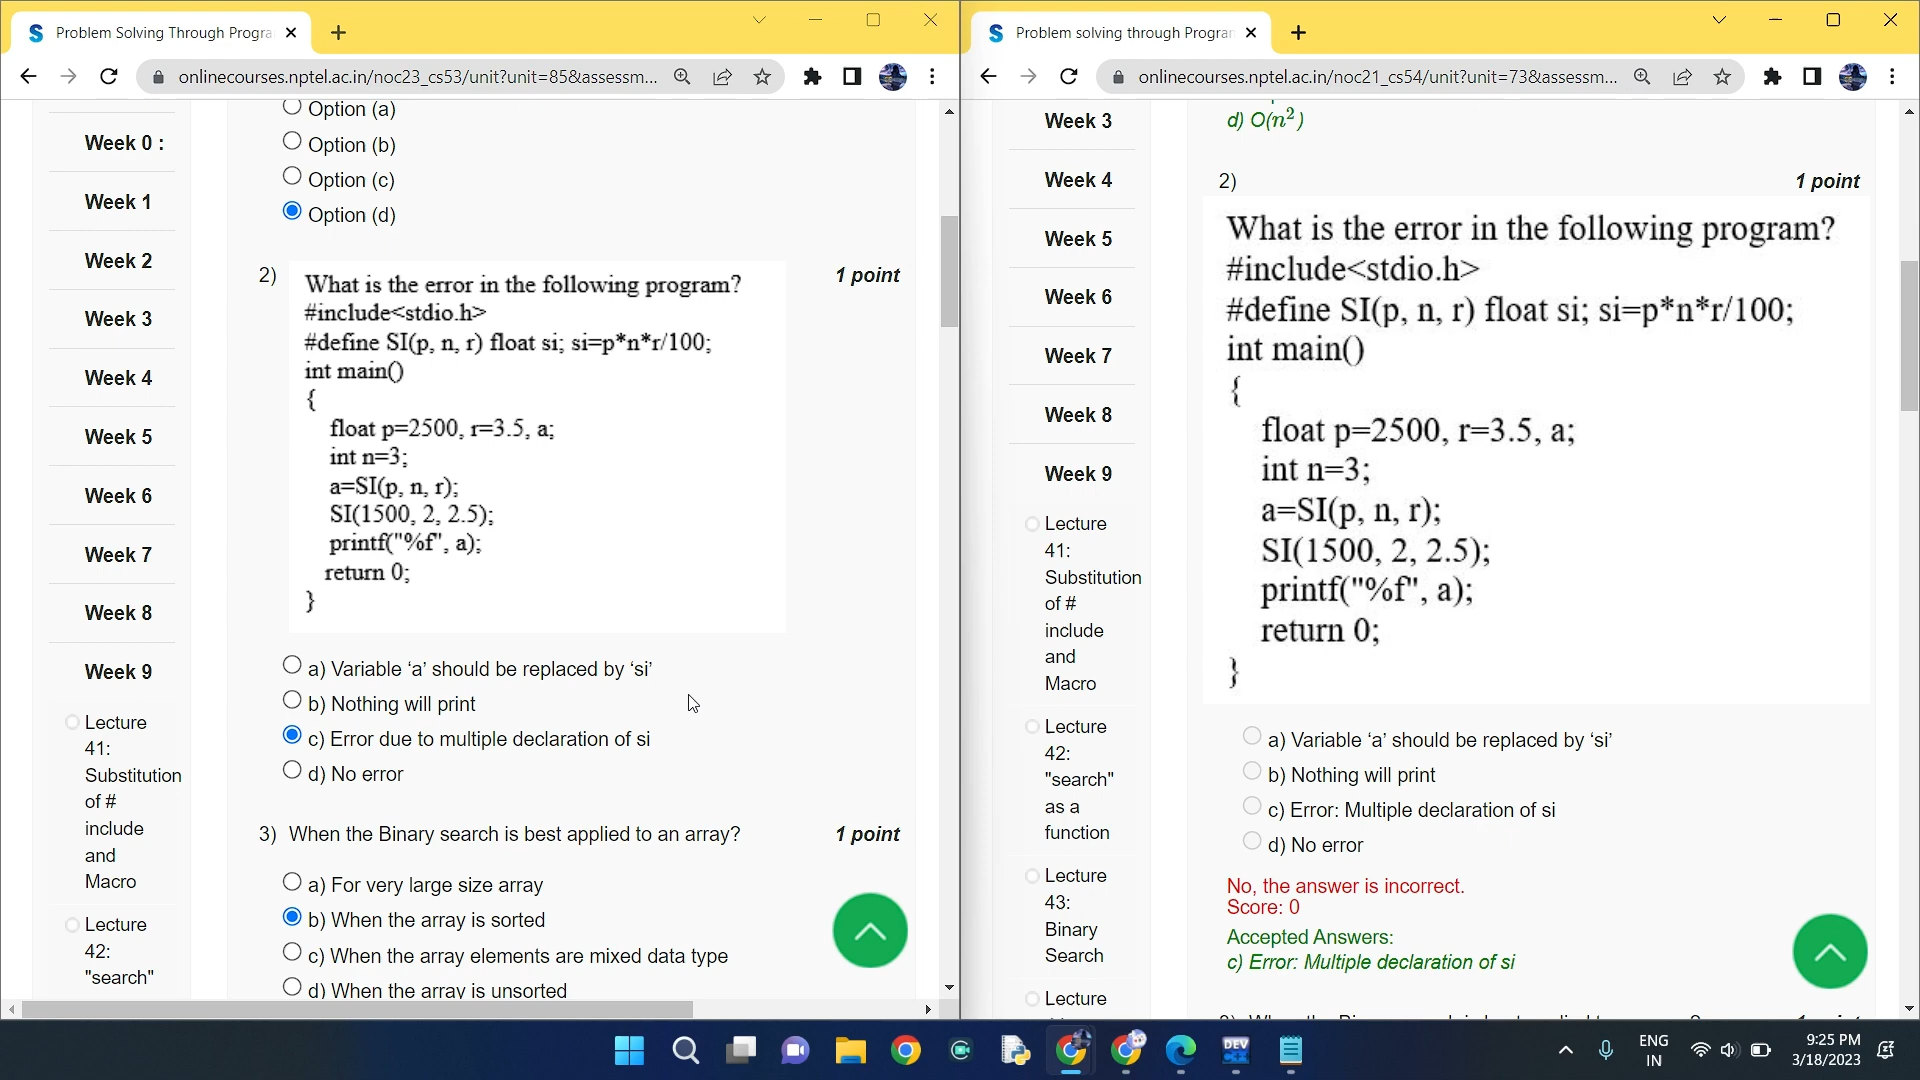 Problem Solving Through Progra
onlinecourses.nptel.ac.in/noc23_cs53/unit?unit=85&assessm...
Week 0 :
Week 1
Week 2
Week 3
Week 4
Week 5
Week 6
Week 7
Week 8
Week 9
Lecture
41:
Substitution
of #
include
and
Macro
Lecture
42:
"search"
Option (a)
Option (b)
Option (c)
Option (d)
2)
1 point
What is the error in the following program?
#include<stdio.h>
#define SI(p, n, r) float si; si=p*n*r/100;
int main()
{
float p=2500, r=3.5, a;
int n=3;
a=SI(p, n, r);
SI(1500, 2, 2.5);
printf("%f", a);
return 0;
}
a) Variable ‘a’ should be replaced by ‘si’
b) Nothing will print
c) Error due to multiple declaration of si
d) No error
3) When the Binary search is best applied to an array?
1 point
a) For very large size array
b) When the array is sorted
c) When the array elements are mixed data type
d) When the array is unsorted
Problem solving through Progran
onlinecourses.nptel.ac.in/noc21_cs54/unit?unit=73&assessm...
Week 3
Week 4
Week 5
Week 6
Week 7
Week 8
Week 9
Lecture
41:
Substitution
of #
include
and
Macro
Lecture
42:
"search"
as a
function
Lecture
43:
Binary
Search
Lecture
d) O(n²)
2)
1 point
What is the error in the following program?
#include<stdio.h>
#define SI(p, n, r) float si; si=p*n*r/100;
int main()
{
float p=2500, r=3.5, a;
int n=3;
a=SI(p, n, r);
SI(1500, 2, 2.5);
printf("%f", a);
return 0;
}
a) Variable ‘a’ should be replaced by ‘si’
b) Nothing will print
c) Error: Multiple declaration of si
d) No error
No, the answer is incorrect.
Score: 0
Accepted Answers:
c) Error: Multiple declaration of si
DEV
ENG
IN
9:25 PM
3/18/2023